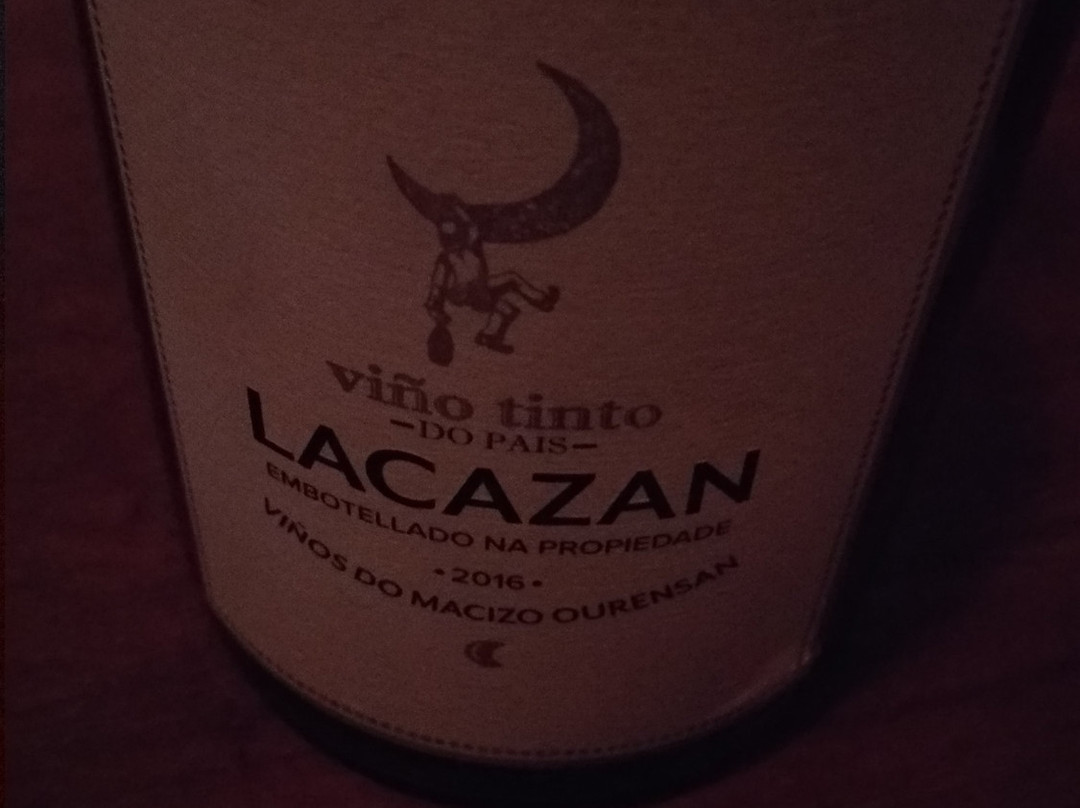 viño tinto
-DO PAIS-
LACAZAN
EMBOTELLADO NA PROPIEDADE
• 2016 •
VIÑOS DO MACIZO OURENSAN